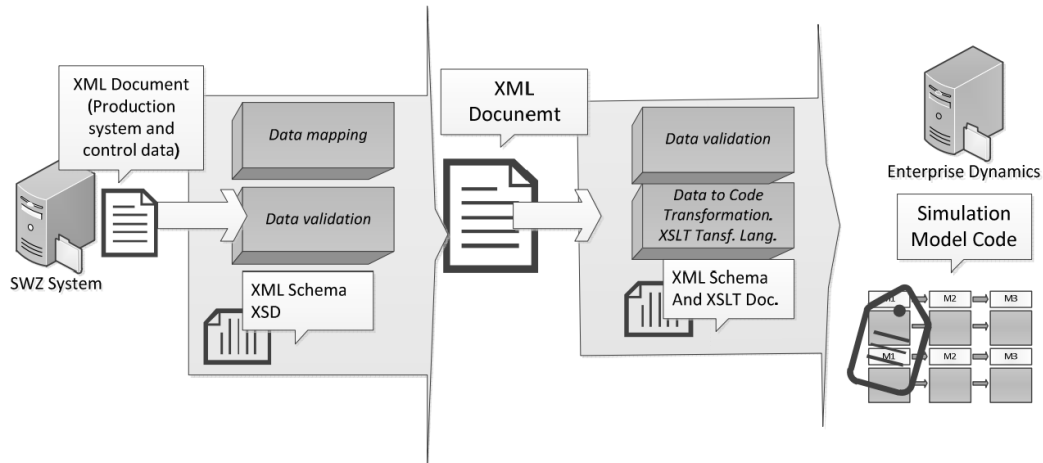 XML Document
(Production
system and
control data)
SWZ System
Data mapping
Data validation
XML Schema
XSD
XML
Docunemt
Data validation
Data to Code
Transformation.
XSLT Tansf. Lang.
XML Schema
And XSLT Doc.
Enterprise Dynamics
Simulation
Model Code
M1 M2 M3
M1 M2 M3